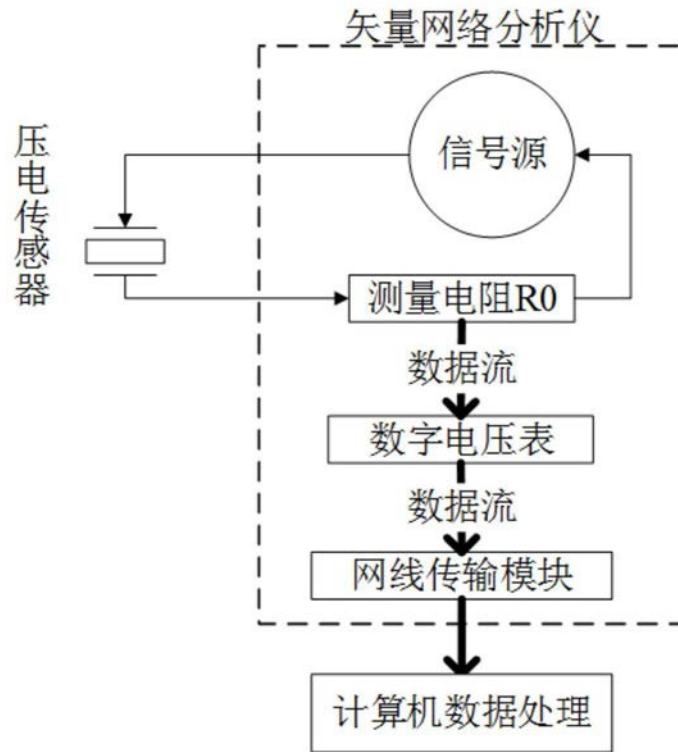 矢量网络分析仪
信号源
压电传感器
测量电阻R0
数据流
数字电压表
数据流
网线传输模块
计算机数据处理